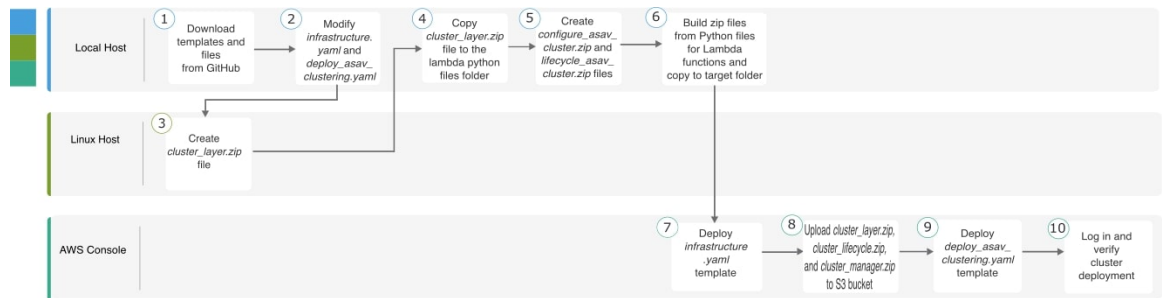 Local Host
1
Download
templates and
files
from GitHub
2
Modify
infrastructure.
yaml and
deploy_asav_
clustering.yaml
4
Copy
cluster_layer.zip
file to the
lambda python
files folder
5
Create
configure_asav_
cluster.zip and
lifecycle_asav_
cluster.zip files
6
Build zip files
from Python files
for Lambda
functions and
copy to target folder
Linux Host
3
Create
cluster_layer.zip
file
AWS Console
7
Deploy
infrastructure
.yaml
template
8
Upload cluster_layer.zip,
cluster_lifecycle.zip,
and cluster_manager.zip
to S3 bucket
9
Deploy
deploy_asav_
clustering.yaml
template
10
Log in and
verify
cluster
deployment